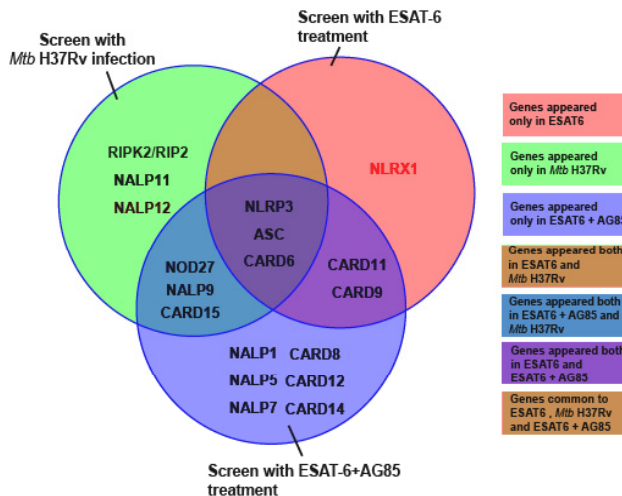 Screen with ESAT-6
treatment
Screen with
Mtb H37Rv infection
RIPK2/RIP2
NALP11
NALP12
NLRX1
NLRP3
ASC
CARD6
NOD27
NALP9
CARD15
CARD11
CARD9
NALP1 CARD8
NALP5 CARD12
NALP7 CARD14
Screen with ESAT-6+AG85
treatment
Genes appeared
only in ESAT6
Genes appeared
only in Mtb H37Rv
Genes appeared
only in ESAT6 + AG85
Genes appeared both
in ESAT6 and
Mtb H37Rv
Genes appeared both
in ESAT6 + AG85 and
Mtb H37Rv
Genes appeared both
in ESAT6 and
ESAT6 + AG85
Genes common to
ESAT6 , Mtb H37Rv
and ESAT6 + AG85